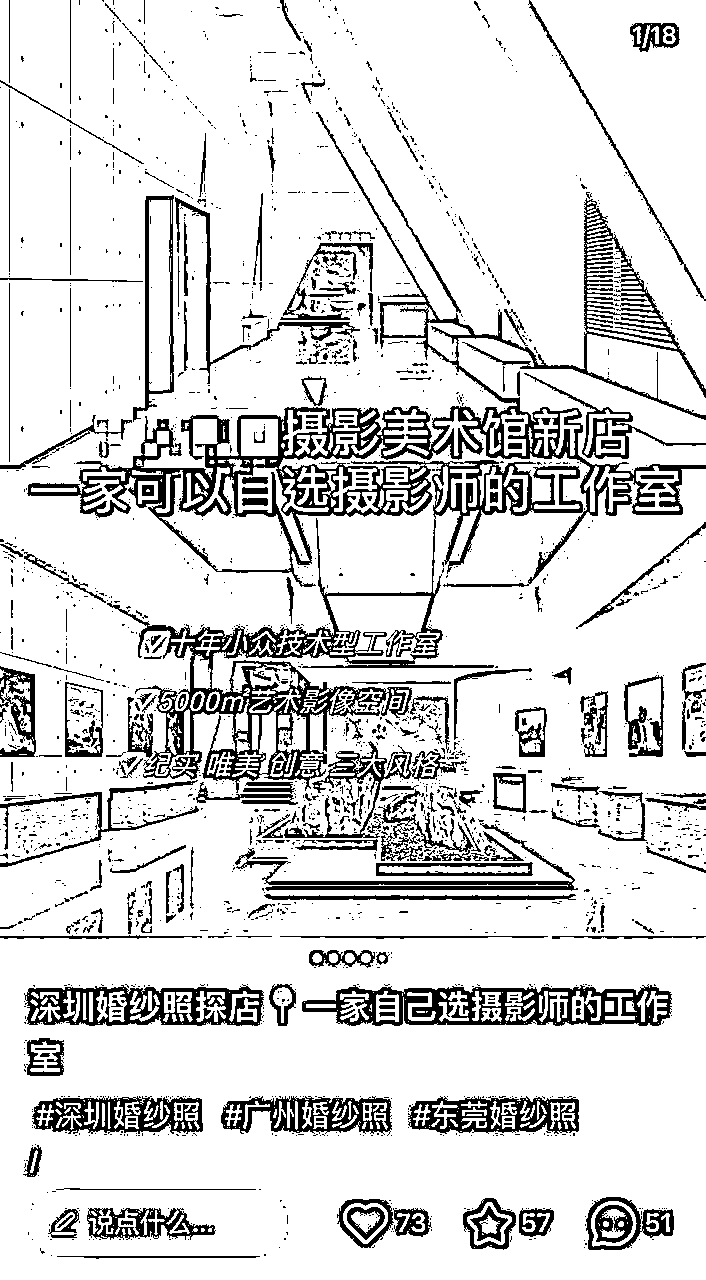 1/18
摄影美术馆新店
一家可以自选摄影师的工作室
☑十年小众技术型工作室
☑5000㎡艺术影像空间
☑纪实 唯美 创意 三大风格
深圳婚纱照探店📍一家自己选摄影师的工作
室
#深圳婚纱照 #广州婚纱照 #东莞婚纱照
/
说点什么... 73 57 51